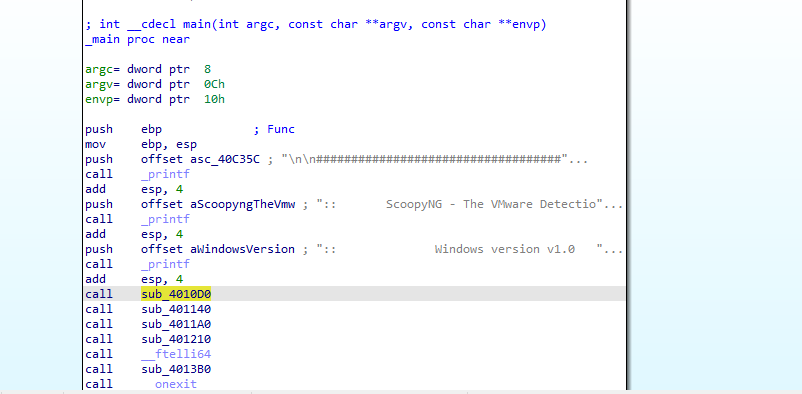 ; int __cdecl main(int argc, const char **argv, const char **envp)
_main proc near
argc= dword ptr  8
argv= dword ptr  0Ch
envp= dword ptr  10h
push    ebp             ; Func
mov     ebp, esp
push    offset asc_40C35C ; "\n\n###################################"...
call    _printf
add     esp, 4
push    offset aScoopyngTheVmw ; "::       ScoopyNG - The VMware Detectio"...
call    _printf
add     esp, 4
push    offset aWindowsVersion ; "::              Windows version v1.0   "...
call    _printf
add     esp, 4
call    sub_4010D0
call    sub_401140
call    sub_4011A0
call    sub_401210
call    __ftelli64
call    sub_4013B0
call    onexit